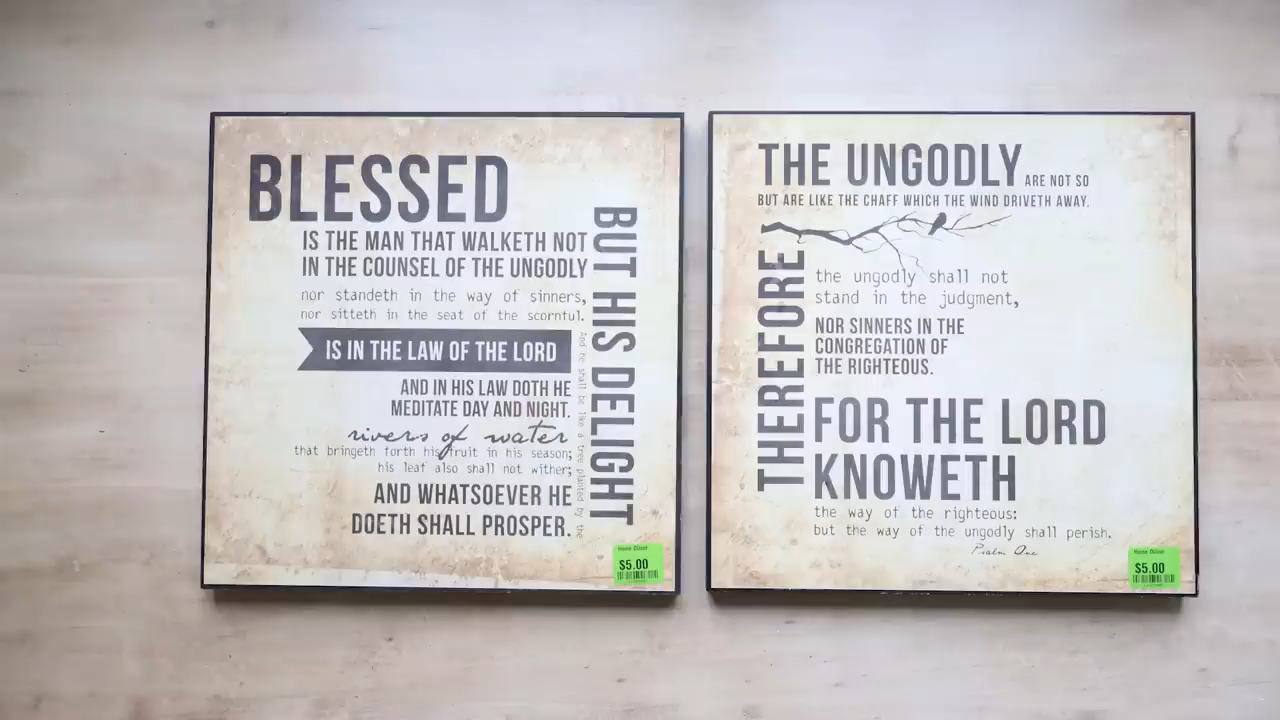 BLESSED
IS THE MAN THAT WALKETH NOT
IN THE COUNSEL OF THE UNGODLY
nor standeth in the way of sinners,
nor sitteth in the seat of the scornful.
BUT HIS DELIGHT
IS IN THE LAW OF THE LORD
AND IN HIS LAW DOTH HE
MEDITATE DAY AND NIGHT.
And he shall be like a tree planted by the
rivers of water
that bringeth forth his fruit in his season;
his leaf also shall not wither;
AND WHATSOEVER HE
DOETH SHALL PROSPER.
$5.00
THE UNGODLY ARE NOT SO
BUT ARE LIKE THE CHAFF WHICH THE WIND DRIVETH AWAY.
THEREFORE
the ungodly shall not
stand in the judgment,
NOR SINNERS IN THE
CONGREGATION OF
THE RIGHTEOUS.
FOR THE LORD
KNOWETH
the way of the righteous:
but the way of the ungodly shall perish.
Psalm One
$5.00